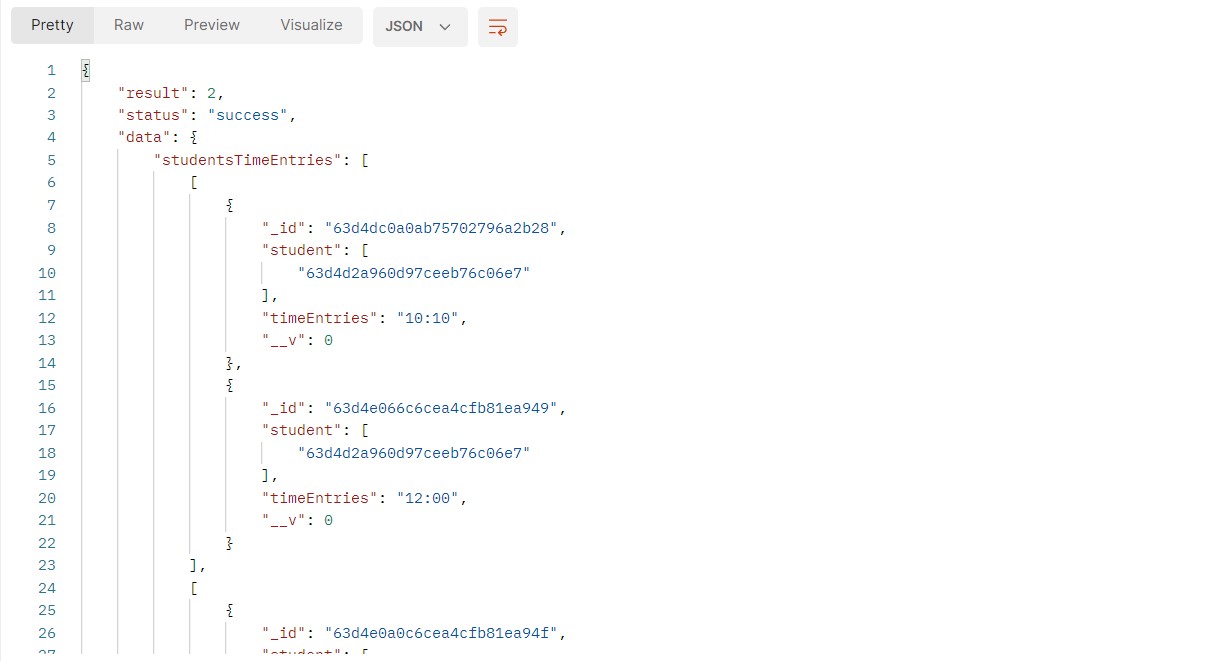 Pretty Raw Preview Visualize JSON
1 {
2 "result": 2,
3 "status": "success",
4 "data": {
5 "studentsTimeEntries": [
6 [
7 {
8 "_id": "63d4dc0a0ab75702796a2b28",
9 "student": [
10 "63d4d2a960d97ceeb76c06e7"
11 ],
12 "timeEntries": "10:10",
13 "__v": 0
14 },
15 {
16 "_id": "63d4e066c6cea4cfb81ea949",
17 "student": [
18 "63d4d2a960d97ceeb76c06e7"
19 ],
20 "timeEntries": "12:00",
21 "__v": 0
22 }
23 ],
24 [
25 {
26 "_id": "63d4e0a0c6cea4cfb81ea94f",
27 "student": [